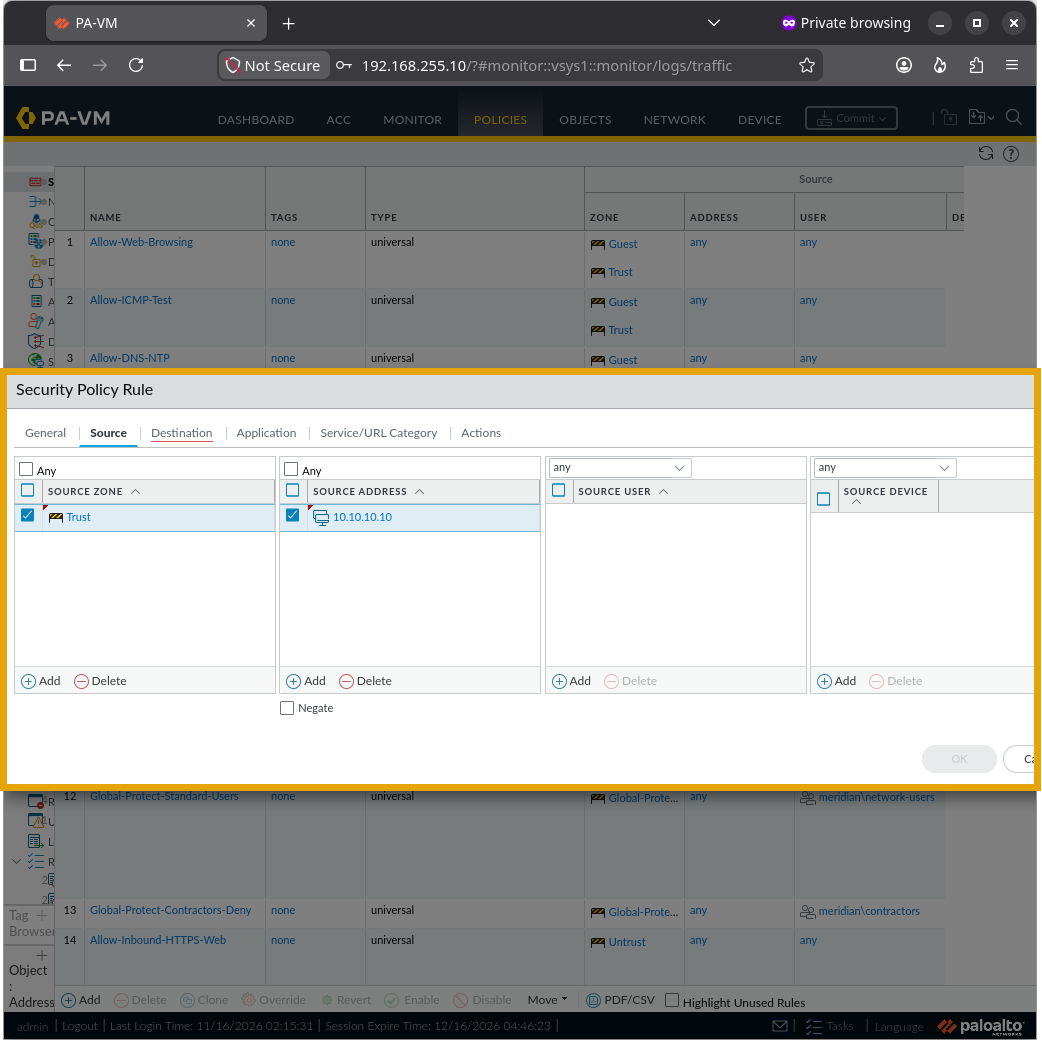 PA-VM
Private browsing
Not Secure
192.168.255.10/?#monitor::vsys1::monitor/logs/traffic
PA-VM
DASHBOARD ACC MONITOR POLICIES OBJECTS NETWORK DEVICE Commit
Source
NAME TAGS TYPE ZONE ADDRESS USER DE
1 Allow-Web-Browsing none universal Guest any any
Trust
2 Allow-ICMP-Test none universal Guest any any
Trust
3 Allow-DNS-NTP none universal Guest any any
Security Policy Rule
General Source Destination Application Service/URL Category Actions
Any Any any any
SOURCE ZONE SOURCE ADDRESS SOURCE USER SOURCE DEVICE
Trust 10.10.10.10
Add Delete Add Delete Add Delete Add Delete
Negate
OK Ca
12 Global-Protect-Standard-Users none universal Global-Prote... any meridian\network-users
13 Global-Protect-Contractors-Deny none universal Global-Prote... any meridian\contractors
14 Allow-Inbound-HTTPS-Web none universal Untrust any any
Tag
Browser
Object
:
Address
Add Delete Clone Override Revert Enable Disable Move PDF/CSV Highlight Unused Rules
admin | Logout | Last Login Time: 11/16/2026 02:15:31 | Session Expire Time: 12/16/2026 04:46:23 | Tasks | Language paloalto
NETWORKS